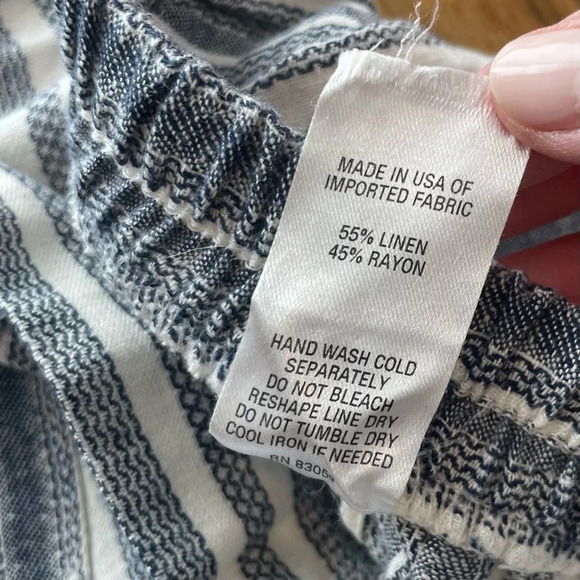 MADE IN USA OF
IMPORTED FABRIC
55% LINEN
45% RAYON
HAND WASH COLD
SEPARATELY
DO NOT BLEACH
RESHAPE LINE DRY
DO NOT TUMBLE DRY
COOL IRON IF NEEDED
RN